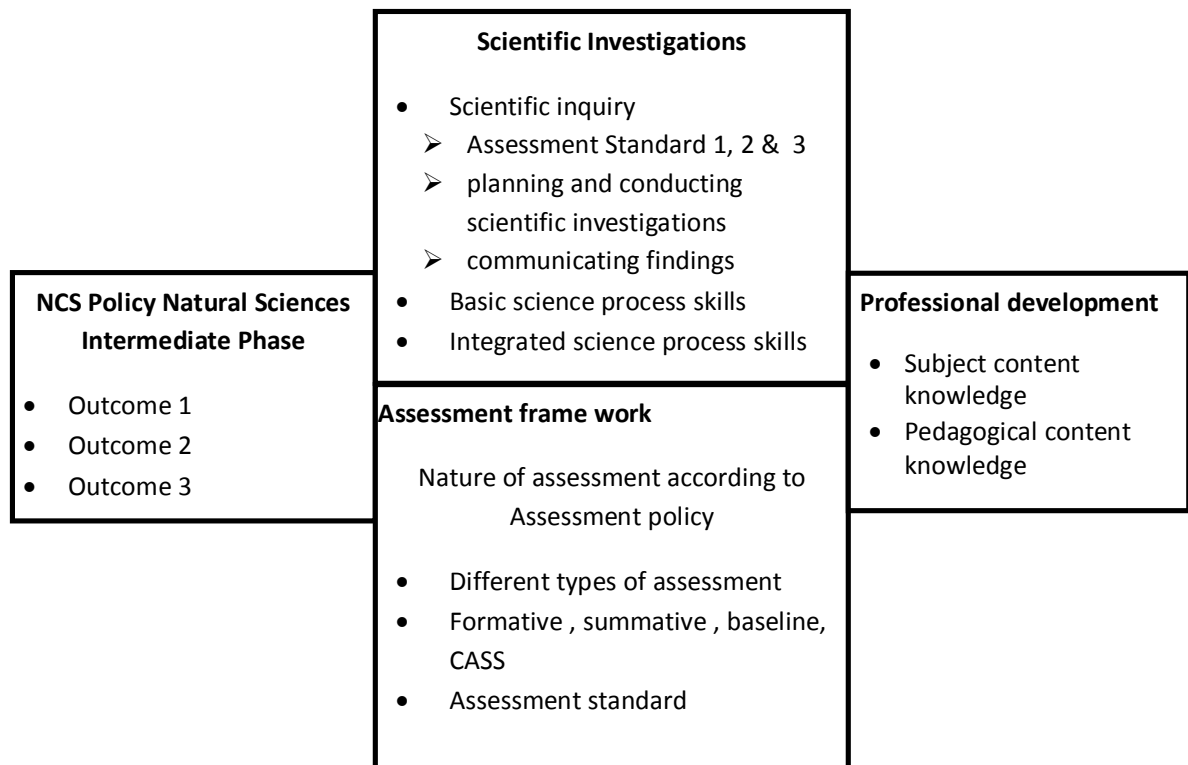 Scientific Investigations
• Scientific inquiry
➢ Assessment Standard 1, 2 & 3
➢ planning and conducting
scientific investigations
➢ communicating findings
• Basic science process skills
• Integrated science process skills
NCS Policy Natural Sciences
Intermediate Phase
• Outcome 1
• Outcome 2
• Outcome 3
Professional development
• Subject content
knowledge
• Pedagogical content
knowledge
Assessment frame work
Nature of assessment according to
Assessment policy
• Different types of assessment
• Formative , summative , baseline,
CASS
• Assessment standard